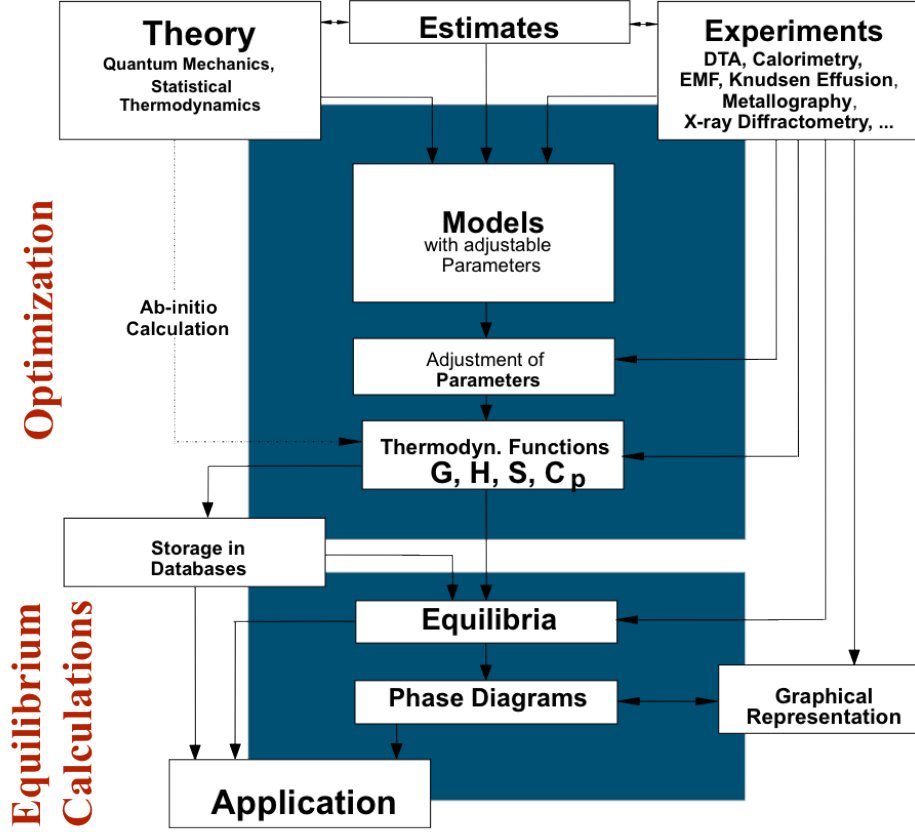 Theory
Quantum Mechanics,
Statistical
Thermodynamics
Estimates
Experiments
DTA, Calorimetry,
EMF, Knudsen Effusion,
Metallography,
X-ray Diffractometry, ...
Optimization
Models
with adjustable
Parameters
Ab-initio
Calculation
Adjustment of
Parameters
Thermodyn. Functions
G, H, S, Cp
Storage in
Databases
Equilibrium
Calculations
Equilibria
Phase Diagrams
Graphical
Representation
Application